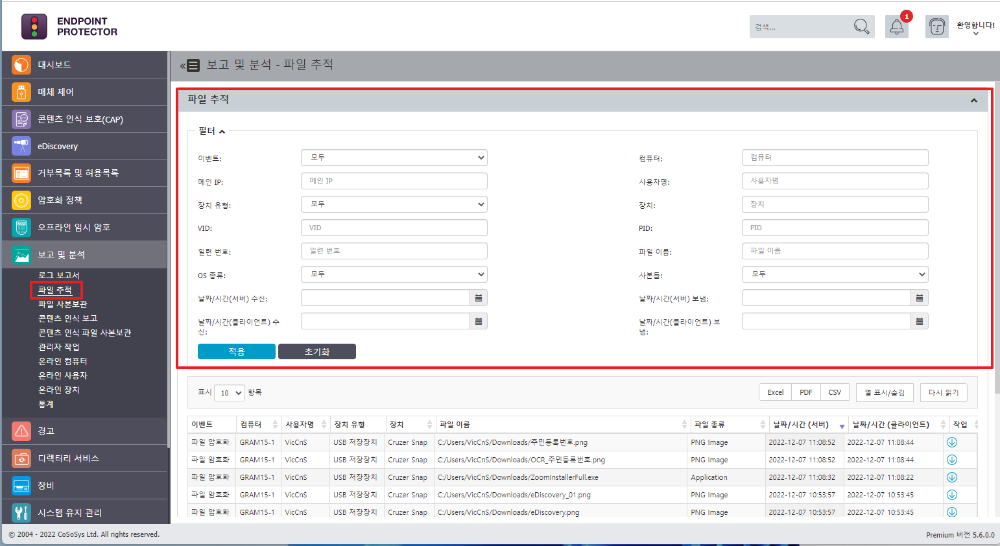 ENDPOINT
PROTECTOR
검색...
1
환영합니다!
대시보드
매체 제어
콘텐츠 인식 보호(CAP)
eDiscovery
거부목록 및 허용목록
암호화 정책
오프라인 임시 암호
보고 및 분석
로그 보고서
파일 추적
파일 사본보관
콘텐츠 인식 보고
콘텐츠 인식 파일 사본보관
관리자 작업
온라인 컴퓨터
온라인 사용자
온라인 장치
통계
경고
디렉터리 서비스
장비
시스템 유지 관리
« 보고 및 분석 - 파일 추적
파일 추적
필터
이벤트: 모두 컴퓨터: 컴퓨터
메인 IP: 메인 IP 사용자명: 사용자명
장치 유형: 모두 장치: 장치
VID: VID PID: PID
일련 번호: 일련 번호 파일 이름: 파일 이름
OS 종류: 모두 사본들: 모두
날짜/시간(서버) 수신: 날짜/시간(서버) 보냄:
날짜/시간(클라이언트) 수신: 날짜/시간(클라이언트) 보냄:
적용 초기화
표시 10 항목 Excel PDF CSV 열 표시/숨김 다시 읽기
이벤트 컴퓨터 사용자명 장치 유형 장치 파일 이름 파일 종류 날짜/시간 (서버) 날짜/시간 (클라이언트) 작업
파일 암호화 GRAM15-1 VicCnS USB 저장장치 Cruzer Snap C:/Users/VicCnS/Downloads/주민등록번호.png PNG Image 2022-12-07 11:08:52 2022-12-07 11:08:44
파일 암호화 GRAM15-1 VicCnS USB 저장장치 Cruzer Snap C:/Users/VicCnS/Downloads/OCR_주민등록번호.png PNG Image 2022-12-07 11:08:52 2022-12-07 11:08:44
파일 암호화 GRAM15-1 VicCnS USB 저장장치 Cruzer Snap C:/Users/VicCnS/Downloads/ZoomInstallerFull.exe Application 2022-12-07 11:08:32 2022-12-07 11:08:22
파일 암호화 GRAM15-1 VicCnS USB 저장장치 Cruzer Snap C:/Users/VicCnS/Downloads/eDiscovery_01.png PNG Image 2022-12-07 10:53:57 2022-12-07 10:53:45
파일 암호화 GRAM15-1 VicCnS USB 저장장치 Cruzer Snap C:/Users/VicCnS/Downloads/eDiscovery.png PNG Image 2022-12-07 10:53:57 2022-12-07 10:53:45
© 2004 - 2022 CoSoSys Ltd. All rights reserved.
Premium 버전 5.6.0.0